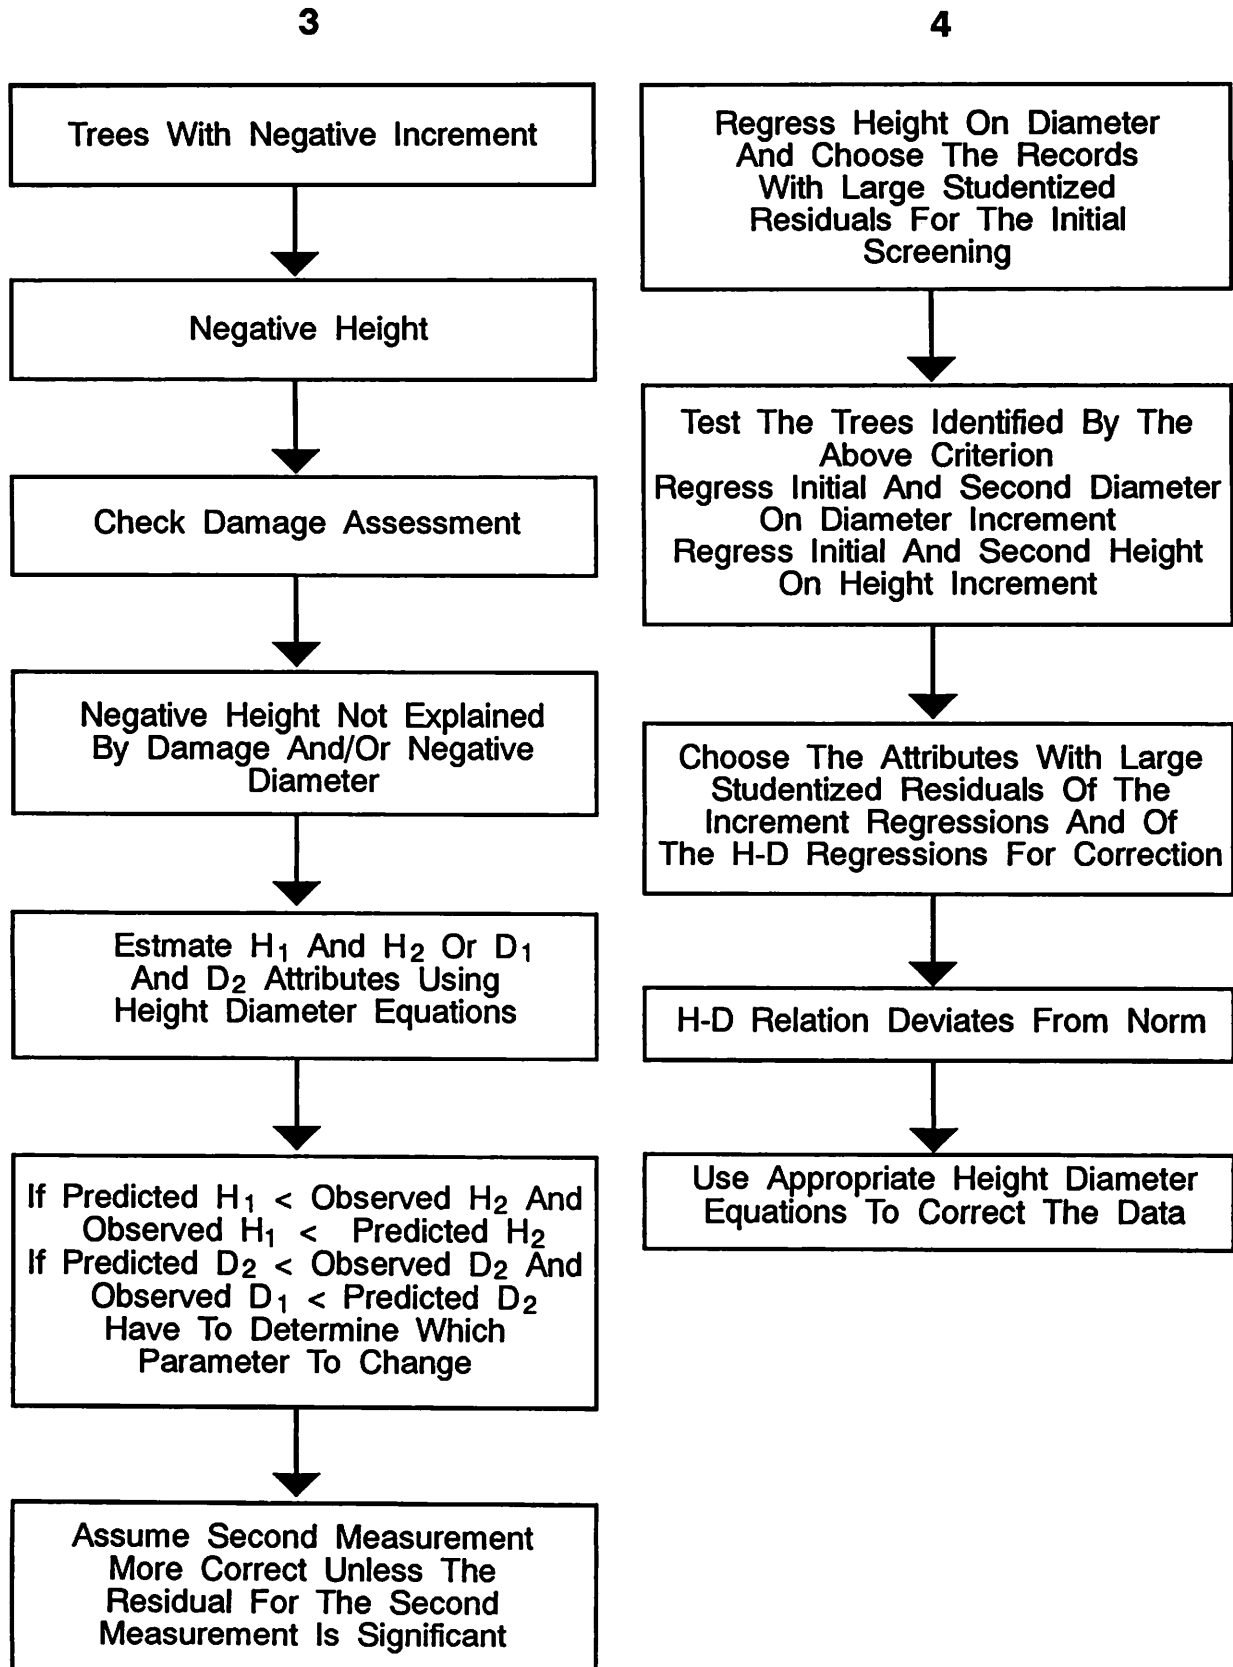 3
Trees With Negative Increment
Negative Height
Check Damage Assessment
Negative Height Not Explained
By Damage And/Or Negative
Diameter
Estmate H1 And H2 Or D1
And D2 Attributes Using
Height Diameter Equations
If Predicted H1 < Observed H2 And
Observed H1 < Predicted H2
If Predicted D2 < Observed D2 And
Observed D1 < Predicted D2
Have To Determine Which
Parameter To Change
Assume Second Measurement
More Correct Unless The
Residual For The Second
Measurement Is Significant
4
Regress Height On Diameter
And Choose The Records
With Large Studentized
Residuals For The Initial
Screening
Test The Trees Identified By The
Above Criterion
Regress Initial And Second Diameter
On Diameter Increment
Regress Initial And Second Height
On Height Increment
Choose The Attributes With Large
Studentized Residuals Of The
Increment Regressions And Of
The H-D Regressions For Correction
H-D Relation Deviates From Norm
Use Appropriate Height Diameter
Equations To Correct The Data